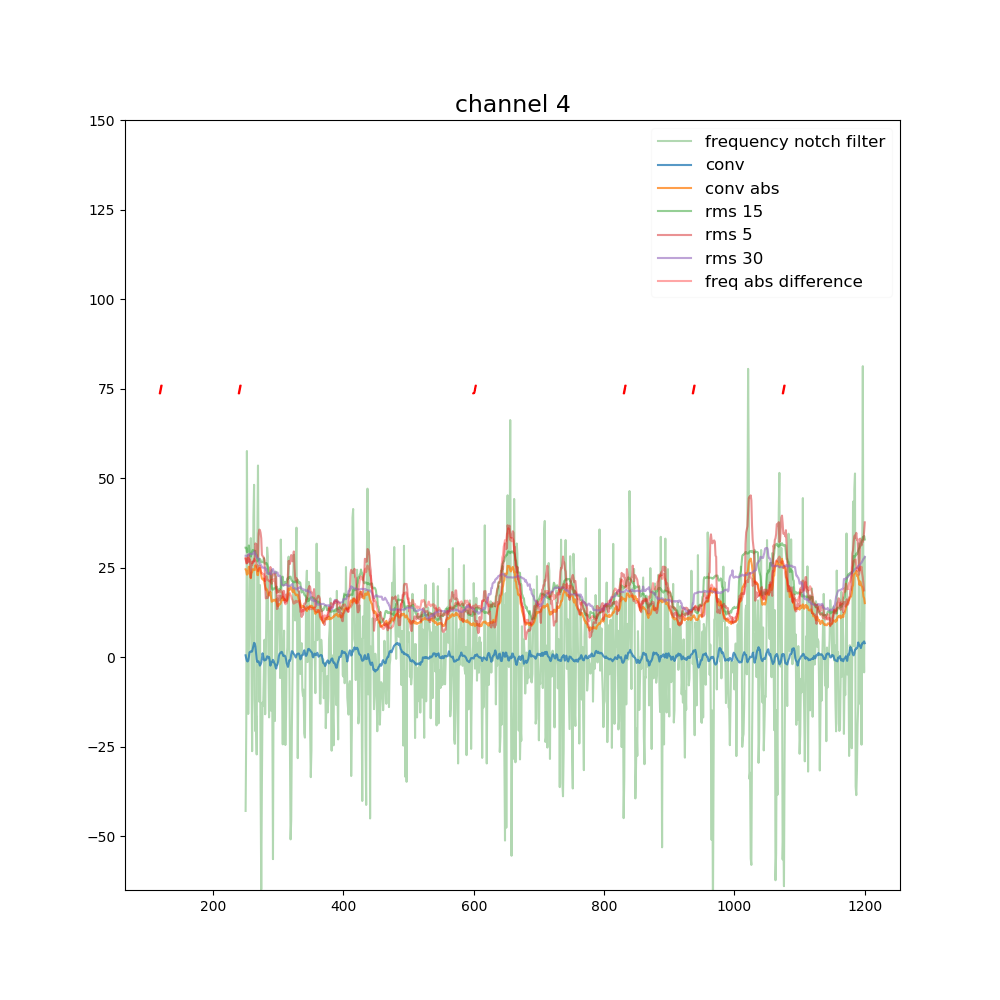 channel 4
150
125
100
75
50
25
0
−25
−50
200 400 600 800 1000 1200
frequency notch filter
conv
conv abs
rms 15
rms 5
rms 30
freq abs difference